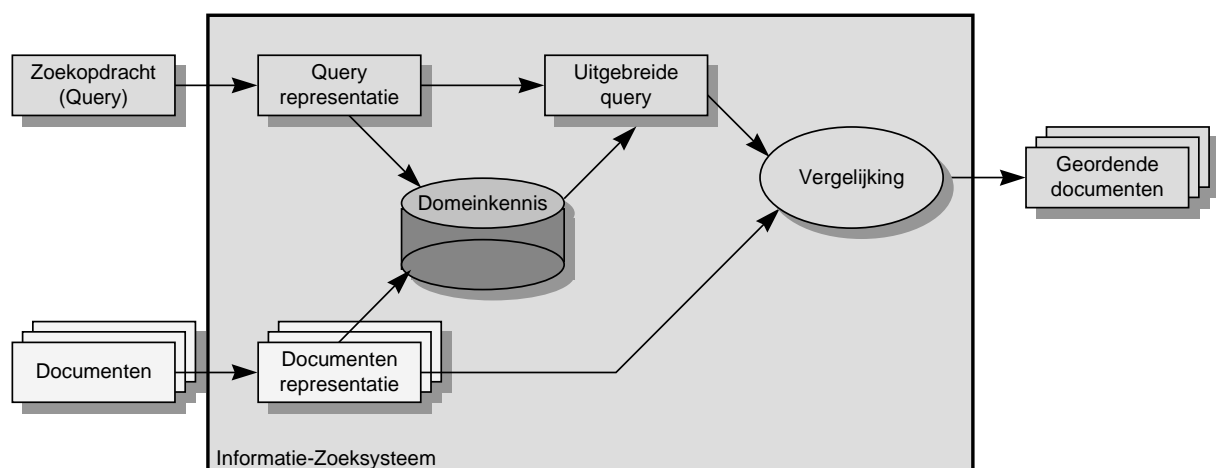 Zoekopdracht
(Query)
Query
representatie
Uitgebreide
query
Vergelijking
Geordende
documenten
Domeinkennis
Documenten
Documenten
representatie
Informatie-Zoeksysteem